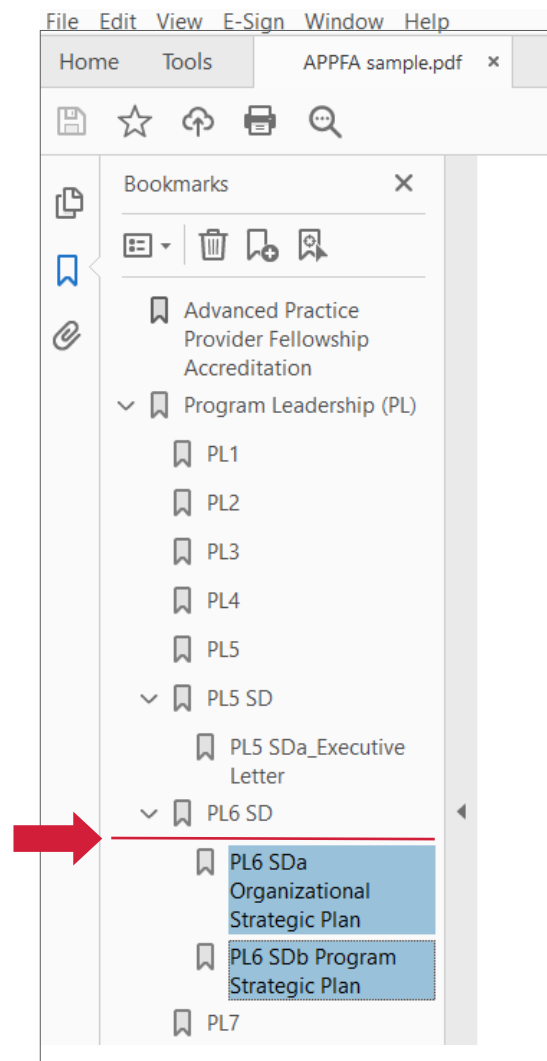 File Edit View E-Sign Window Help
Home Tools APPFA sample.pdf ×
Bookmarks
Advanced Practice
Provider Fellowship
Accreditation
Program Leadership (PL)
PL1
PL2
PL3
PL4
PL5
PL5 SD
PL5 SDa_Executive
Letter
PL6 SD
PL6 SDa
Organizational
Strategic Plan
PL6 SDb Program
Strategic Plan
PL7